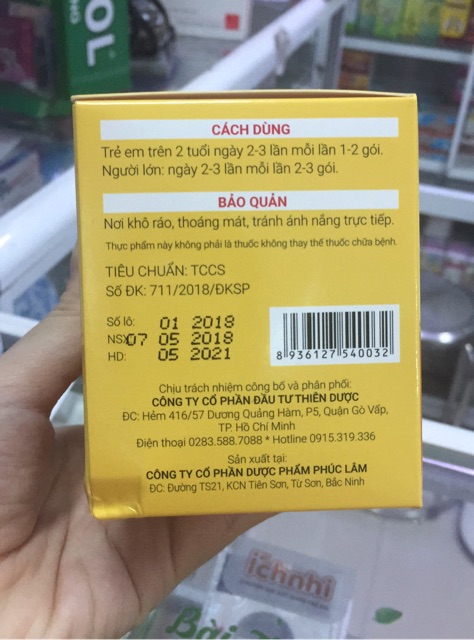 OL
CÁCH DÙNG
Trẻ em trên 2 tuổi ngày 2-3 lần mỗi lần 1-2 gói.
Người lớn: ngày 2-3 lần mỗi lần 2-3 gói.
BẢO QUẢN
Nơi khô ráo, thoáng mát, tránh ánh nắng trực tiếp.
Thực phẩm này không phải là thuốc không thay thế thuốc chữa bệnh.
TIÊU CHUẨN: TCCS
Số ĐK: 711/2018/ĐKSP
Số lô: 01 2018
NSX: 07 05 2018
HD: 05 2021
8 936127 540032
Chịu trách nhiệm công bố và phân phối:
CÔNG TY CỔ PHẦN ĐẦU TƯ THIÊN DƯỢC
ĐC: Hẻm 416/57 Dương Quảng Hàm, P5, Quận Gò Vấp,
TP. Hồ Chí Minh
Điện thoại 0283.588.7088 * Hotline 0915.319.336
Sản xuất tại:
CÔNG TY CỔ PHẦN DƯỢC PHẨM PHÚC LÂM
ĐC: Đường TS21, KCN Tiên Sơn, Từ Sơn, Bắc Ninh
ichnhi